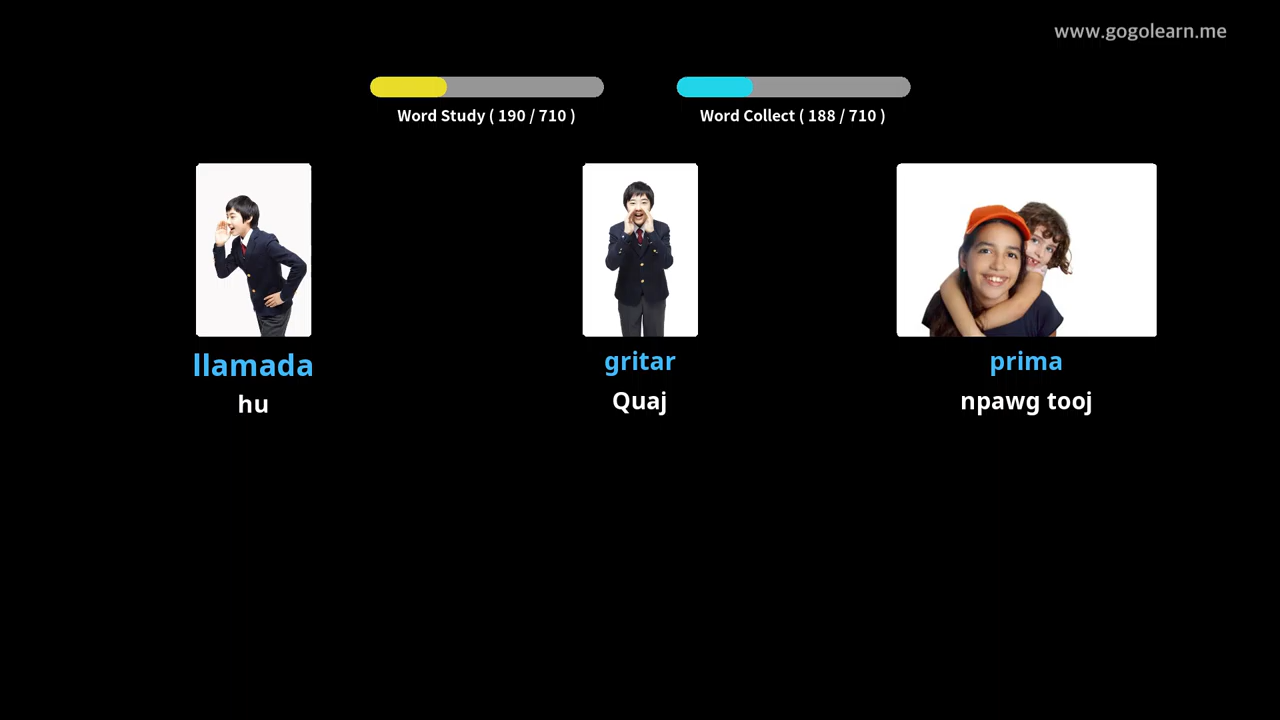 www.gogolearn.me
Word Study ( 190 / 710 )
Word Collect ( 188 / 710 )
llamada
hu
gritar
Quaj
prima
npawg tooj